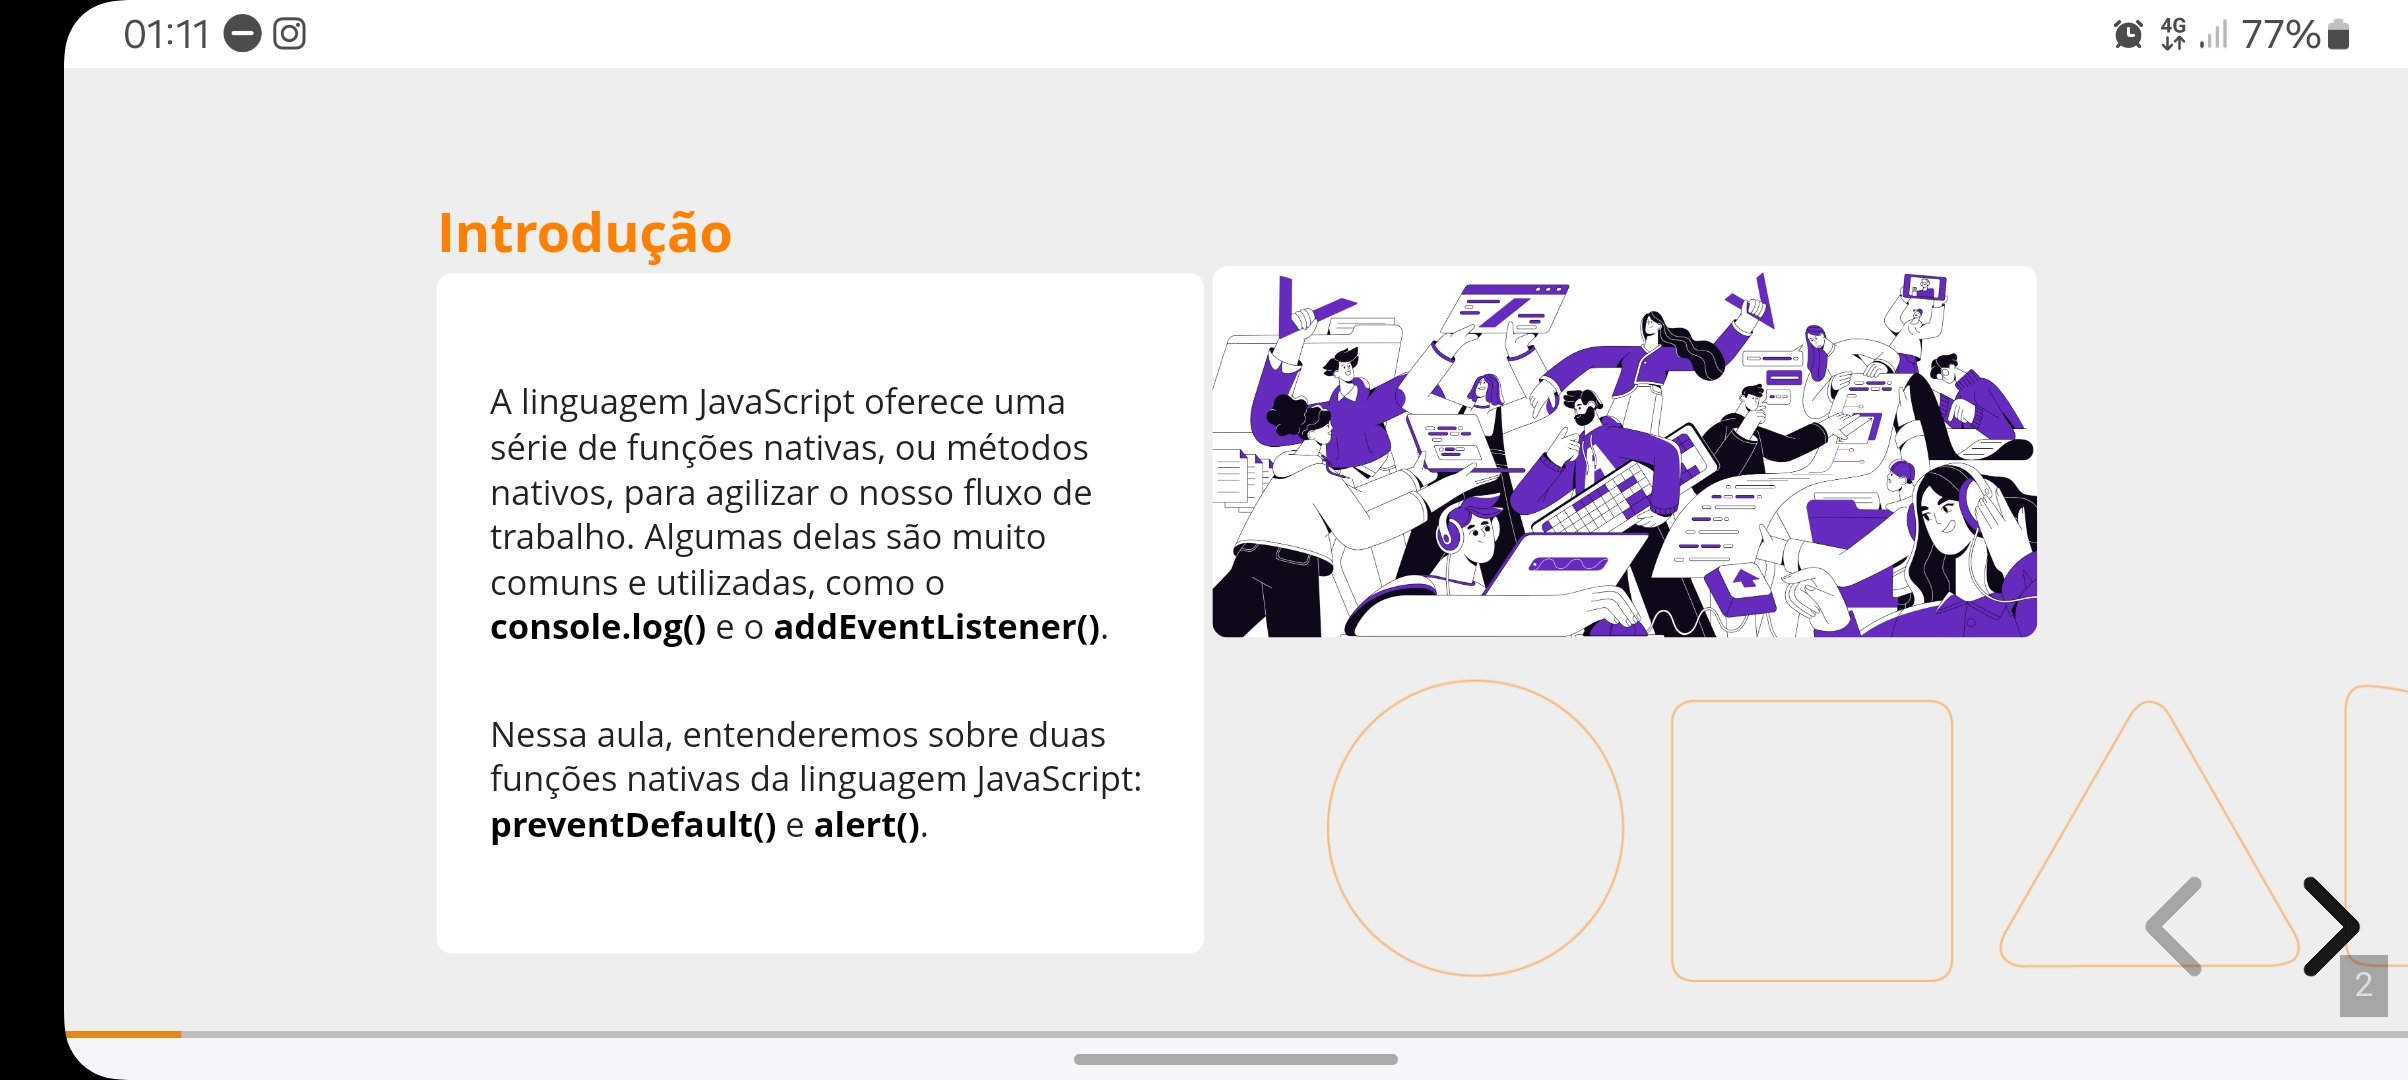 01:11
4G
77%
Introdução
A linguagem JavaScript oferece uma
série de funções nativas, ou métodos
nativos, para agilizar o nosso fluxo de
trabalho. Algumas delas são muito
comuns e utilizadas, como o
console.log() e o addEventListener().
Nessa aula, entenderemos sobre duas
funções nativas da linguagem JavaScript:
preventDefault() e alert().
2